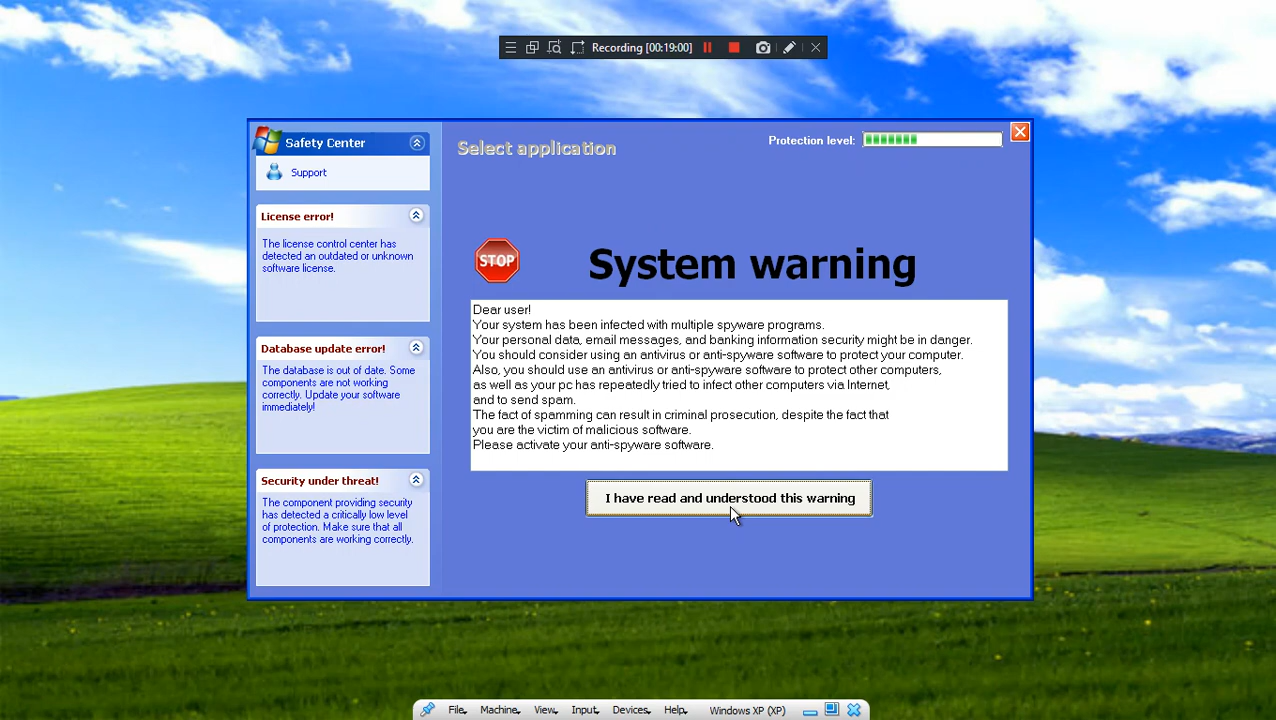 Recording [00:19:00]
Safety Center
Support
License error!
The license control center has
detected an outdated or unknown
software license.
Database update error!
The database is out of date. Some
components are not working
correctly. Update your software
immediately!
Security under threat!
The component providing security
has detected a critically low level
of protection. Make sure that all
components are working correctly.
Select application
Protection level:
STOP
System warning
Dear user!
Your system has been infected with multiple spyware programs.
Your personal data, email messages, and banking information security might be in danger.
You should consider using an antivirus or anti-spyware software to protect your computer.
Also, you should use an antivirus or anti-spyware software to protect other computers,
as well as your pc has repeatedly tried to infect other computers via Internet,
and to send spam.
The fact of spamming can result in criminal prosecution, despite the fact that
you are the victim of malicious software.
Please activate your anti-spyware software.
I have read and understood this warning
File Machine View Input Devices Help Windows XP (XP)